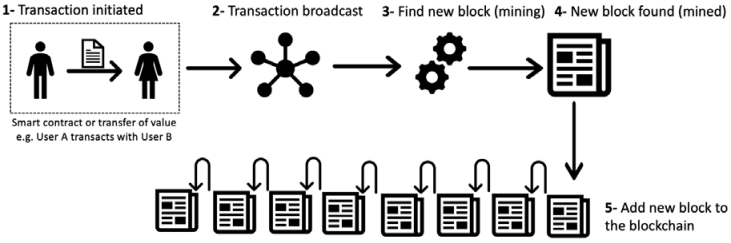 1- Transaction initiated
2- Transaction broadcast
3- Find new block (mining)
4- New block found (mined)
Smart contract or transfer of value
e.g. User A transacts with User B
5- Add new block to
the blockchain